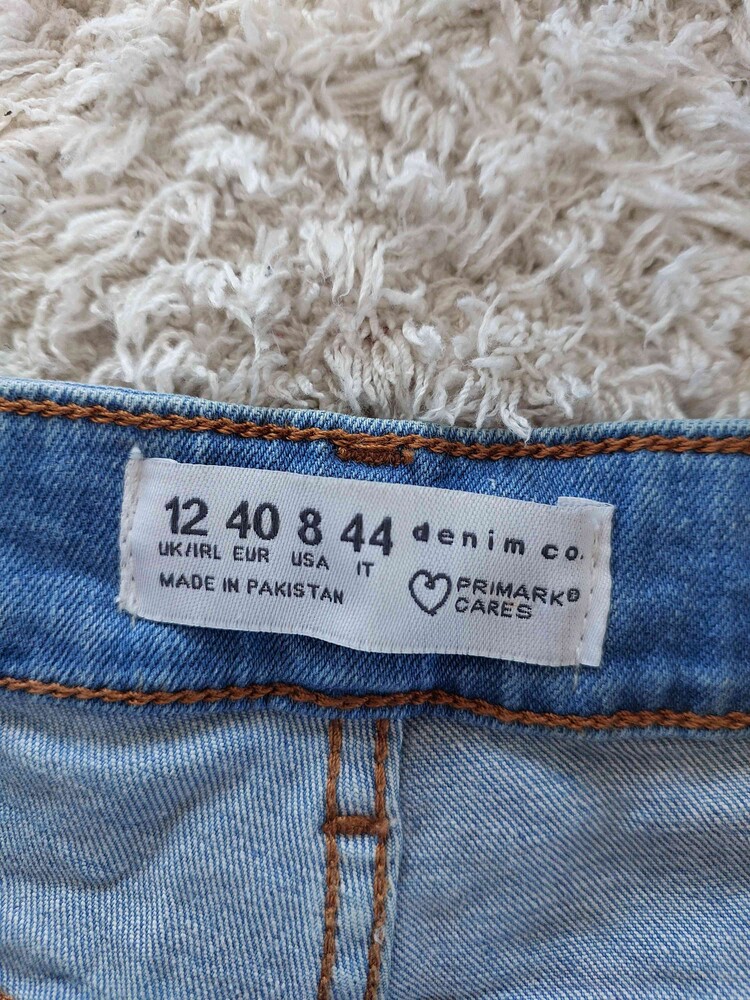 12 40 8 44 denim co.
UK/IRL EUR USA IT
MADE IN PAKISTAN
PRIMARK®
CARES